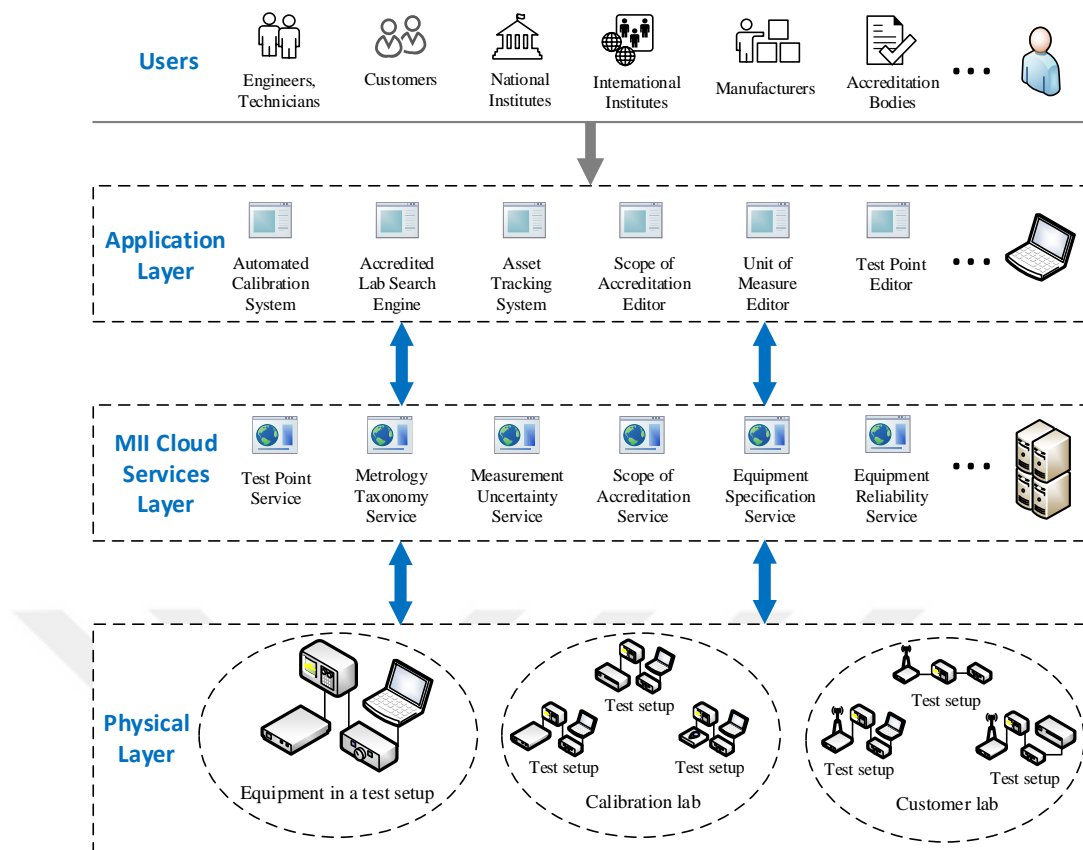 Users
Engineers,
Technicians
Customers
National
Institutes
International
Institutes
Manufacturers
Accreditation
Bodies
Application
Layer
Automated
Calibration
System
Accredited
Lab Search
Engine
Asset
Tracking
System
Scope of
Accreditation
Editor
Unit of
Measure
Editor
Test Point
Editor
MII Cloud
Services
Layer
Test Point
Service
Metrology
Taxonomy
Service
Measurement
Uncertainty
Service
Scope of
Accreditation
Service
Equipment
Specification
Service
Equipment
Reliability
Service
Physical
Layer
Equipment in a test setup
Test setup
Test setup
Test setup
Calibration lab
Test setup
Test setup
Test setup
Customer lab